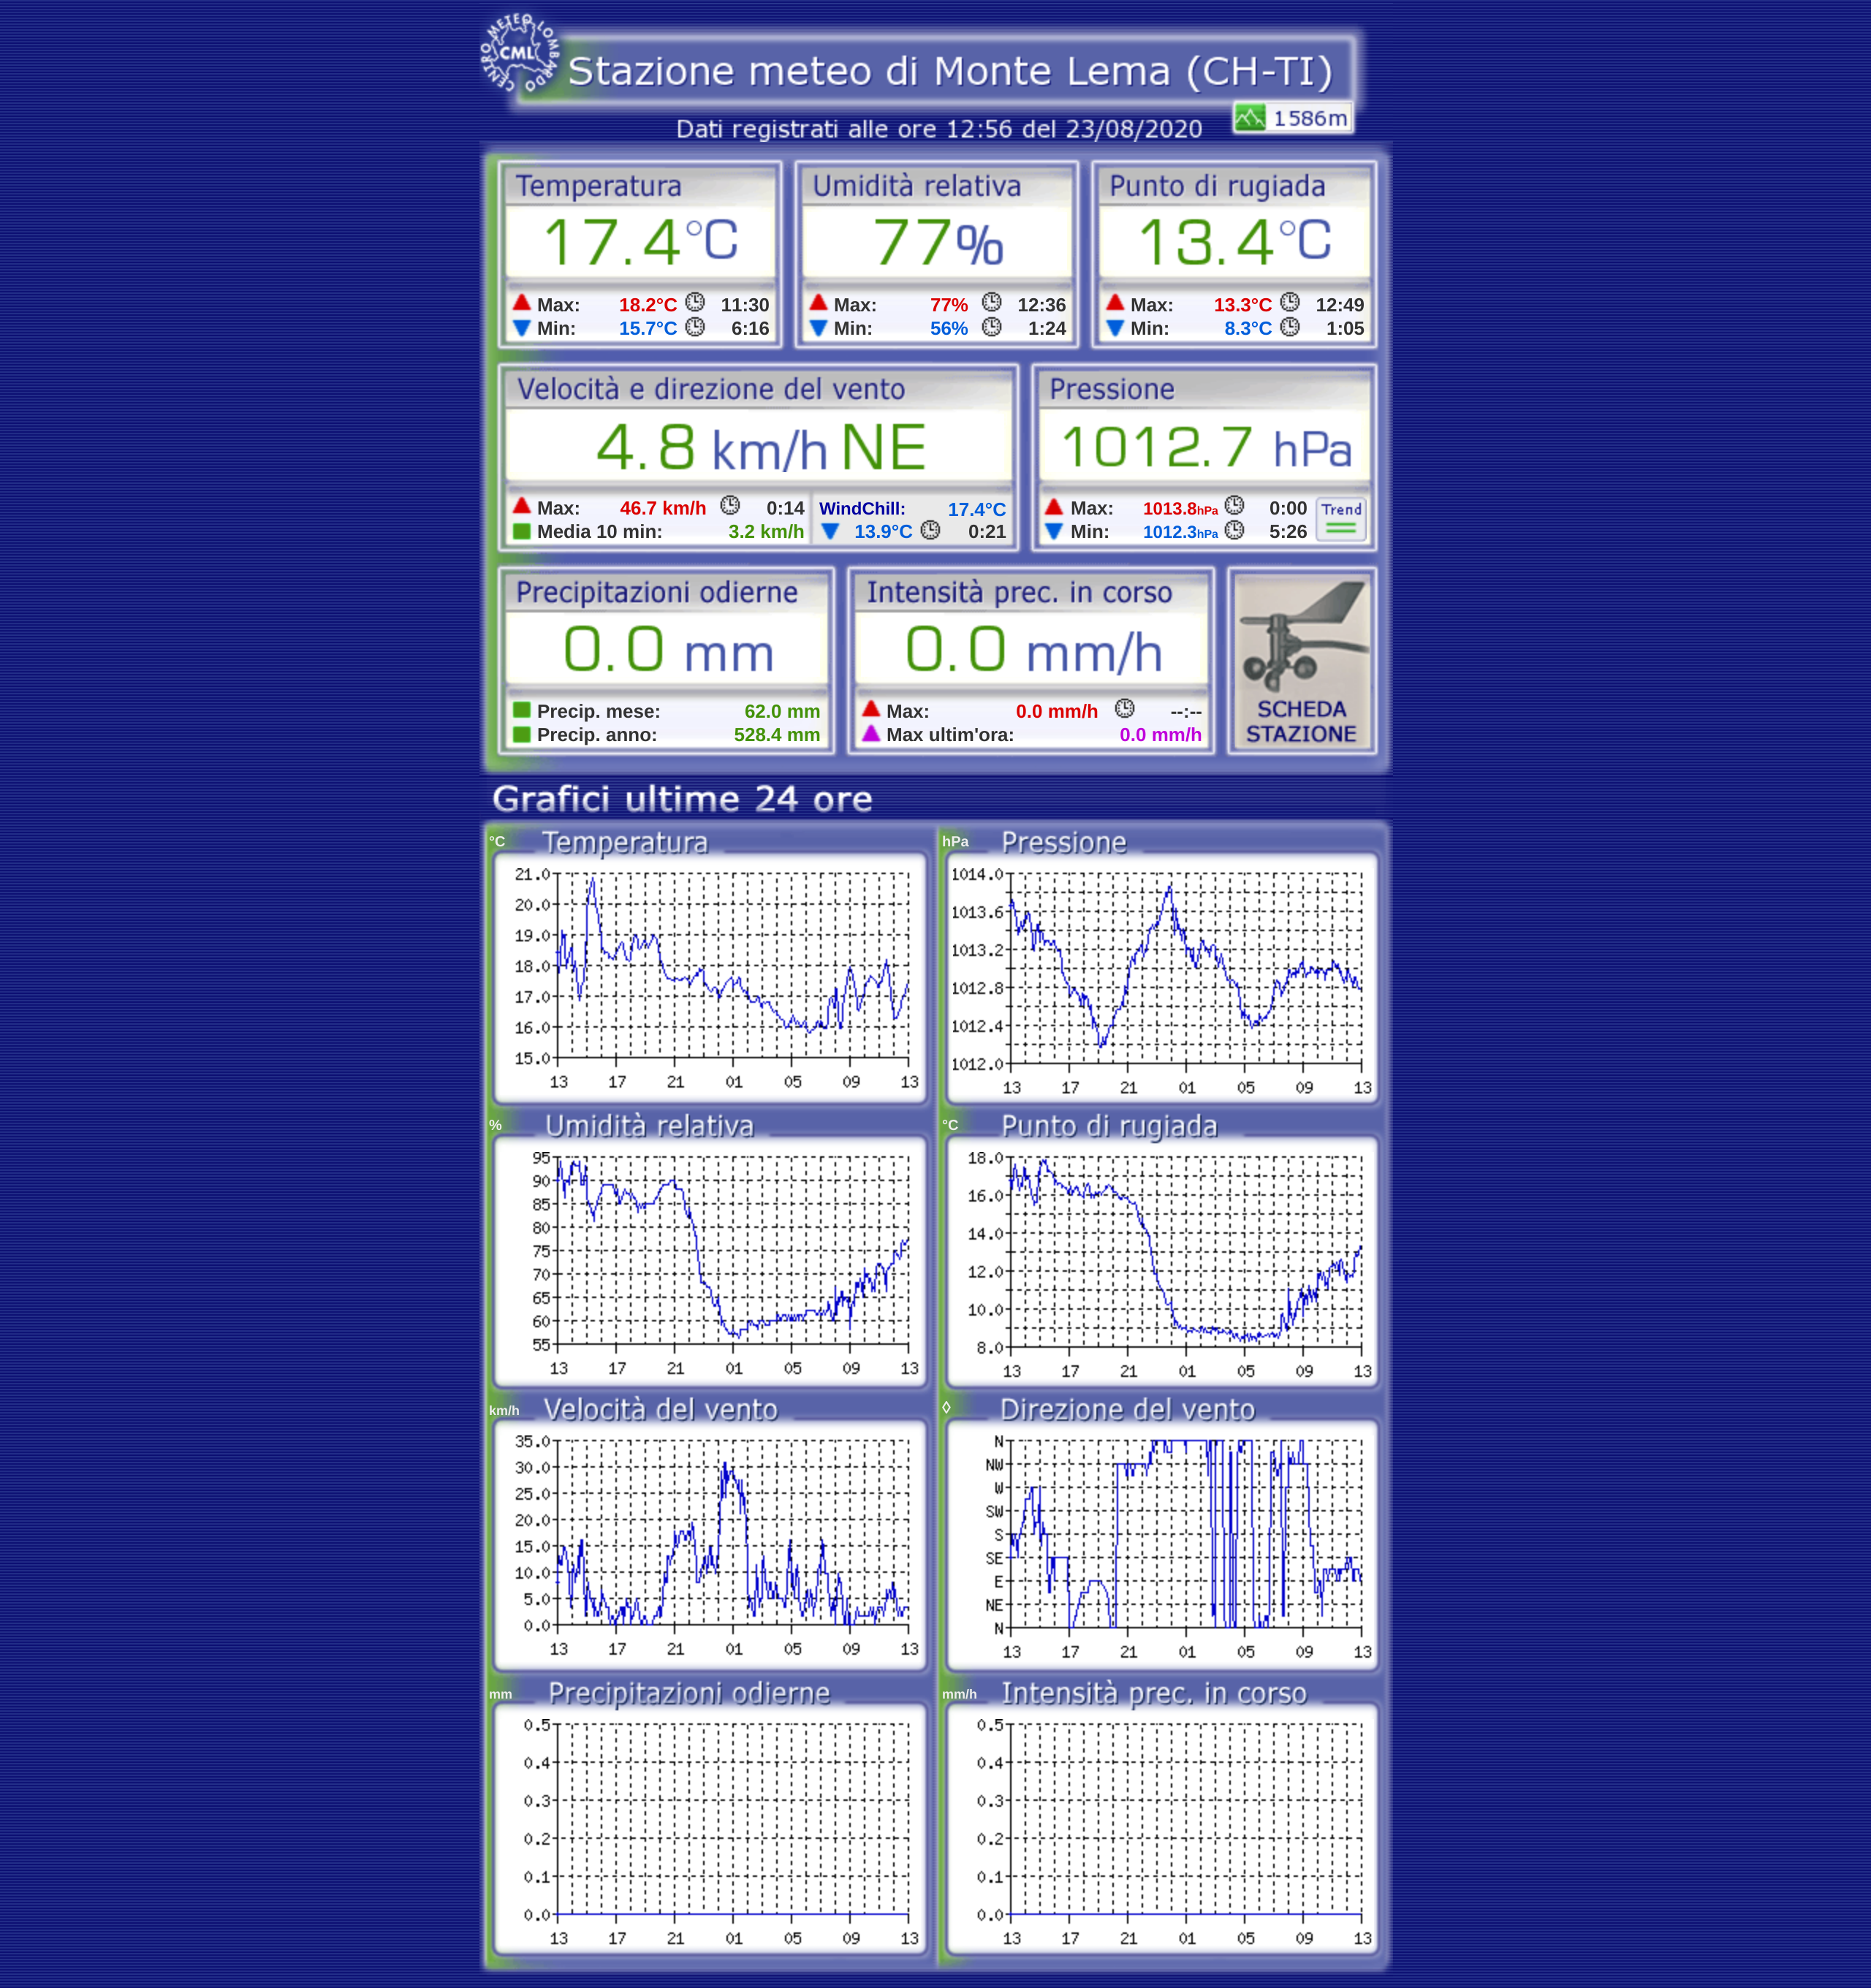 CENTRO METEO LOMBARDO
CML
Stazione meteo di Monte Lema (CH-TI)
1586m
Dati registrati alle ore 12:56 del 23/08/2020
Temperatura
17.4°C
Max: 18.2°C 11:30
Min: 15.7°C 6:16
Umidità relativa
77%
Max: 77% 12:36
Min: 56% 1:24
Punto di rugiada
13.4°C
Max: 13.3°C 12:49
Min: 8.3°C 1:05
Velocità e direzione del vento
4.8 km/h NE
Max: 46.7 km/h 0:14
Media 10 min: 3.2 km/h
WindChill: 17.4°C
13.9°C 0:21
Pressione
1012.7 hPa
Max: 1013.8hPa 0:00
Min: 1012.3hPa 5:26
Trend
Precipitazioni odierne
0.0 mm
Precip. mese: 62.0 mm
Precip. anno: 528.4 mm
Intensità prec. in corso
0.0 mm/h
Max: 0.0 mm/h --:--
Max ultim'ora: 0.0 mm/h
SCHEDA
STAZIONE
Grafici ultime 24 ore
°C Temperatura
21.0
20.0
19.0
18.0
17.0
16.0
15.0
13 17 21 01 05 09 13
hPa Pressione
1014.0
1013.6
1013.2
1012.8
1012.4
1012.0
13 17 21 01 05 09 13
% Umidità relativa
95
90
85
80
75
70
65
60
55
13 17 21 01 05 09 13
°C Punto di rugiada
18.0
16.0
14.0
12.0
10.0
8.0
13 17 21 01 05 09 13
km/h Velocità del vento
35.0
30.0
25.0
20.0
15.0
10.0
5.0
0.0
13 17 21 01 05 09 13
◊ Direzione del vento
N
NW
W
SW
S
SE
E
NE
N
13 17 21 01 05 09 13
mm Precipitazioni odierne
0.5
0.4
0.3
0.2
0.1
0.0
13 17 21 01 05 09 13
mm/h Intensità prec. in corso
0.5
0.4
0.3
0.2
0.1
0.0
13 17 21 01 05 09 13